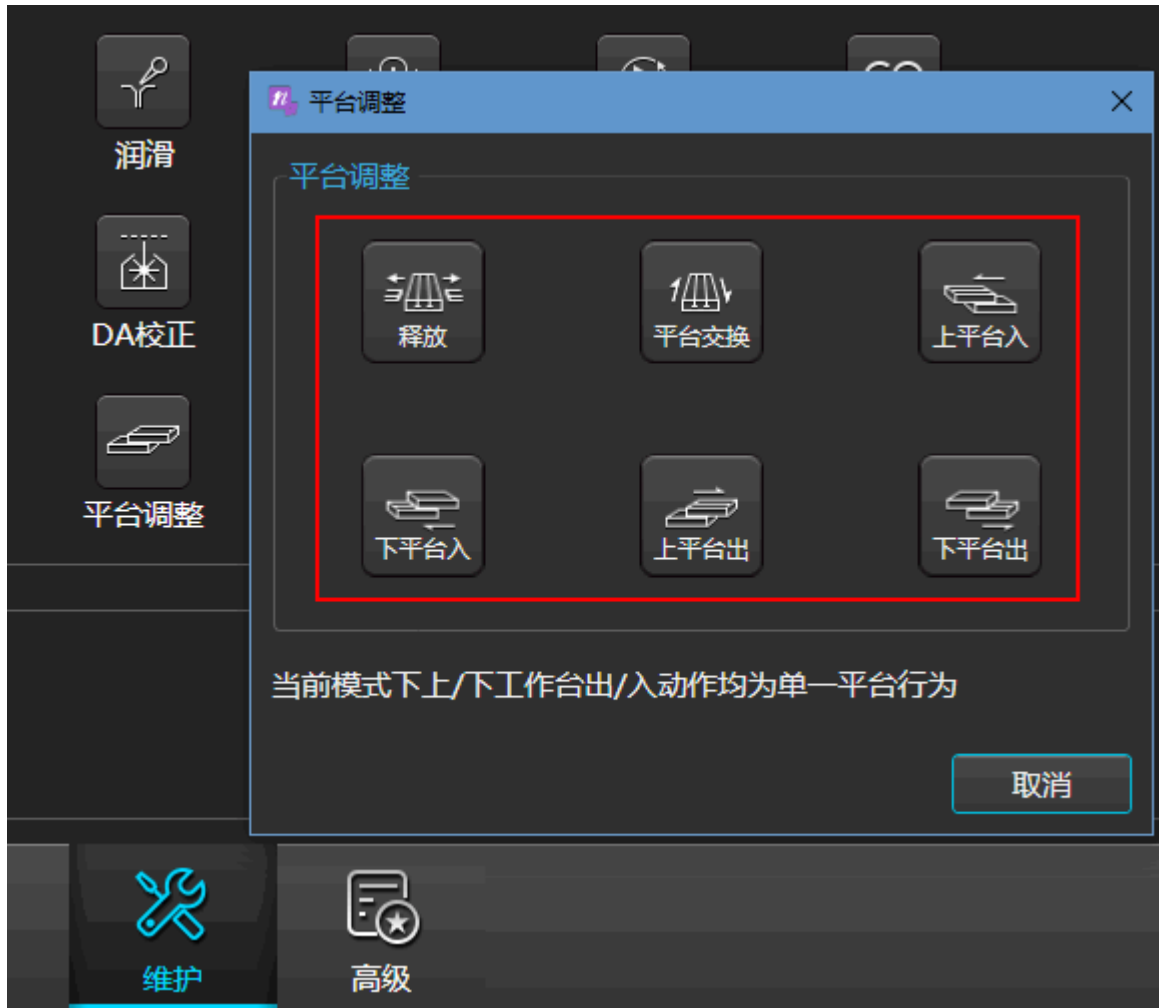 平台调整
平台调整
润滑
DA校正
平台调整
释放
平台交换
上平台入
下平台入
上平台出
下平台出
当前模式下上/下工作台出/入动作均为单一平台行为
取消
维护
高级